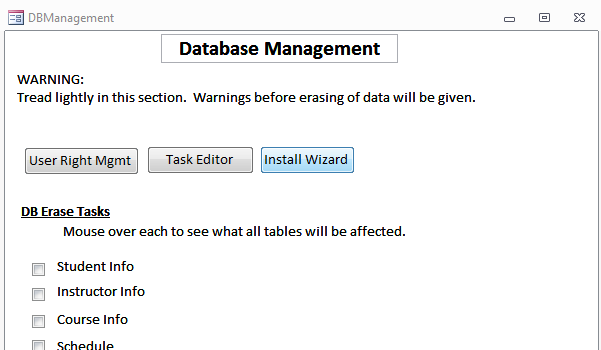 DBManagement
Database Management
WARNING:
Tread lightly in this section.  Warnings before erasing of data will be given.
User Right Mgmt
Task Editor
Install Wizard
DB Erase Tasks
Mouse over each to see what all tables will be affected.
Student Info
Instructor Info
Course Info
Schedule